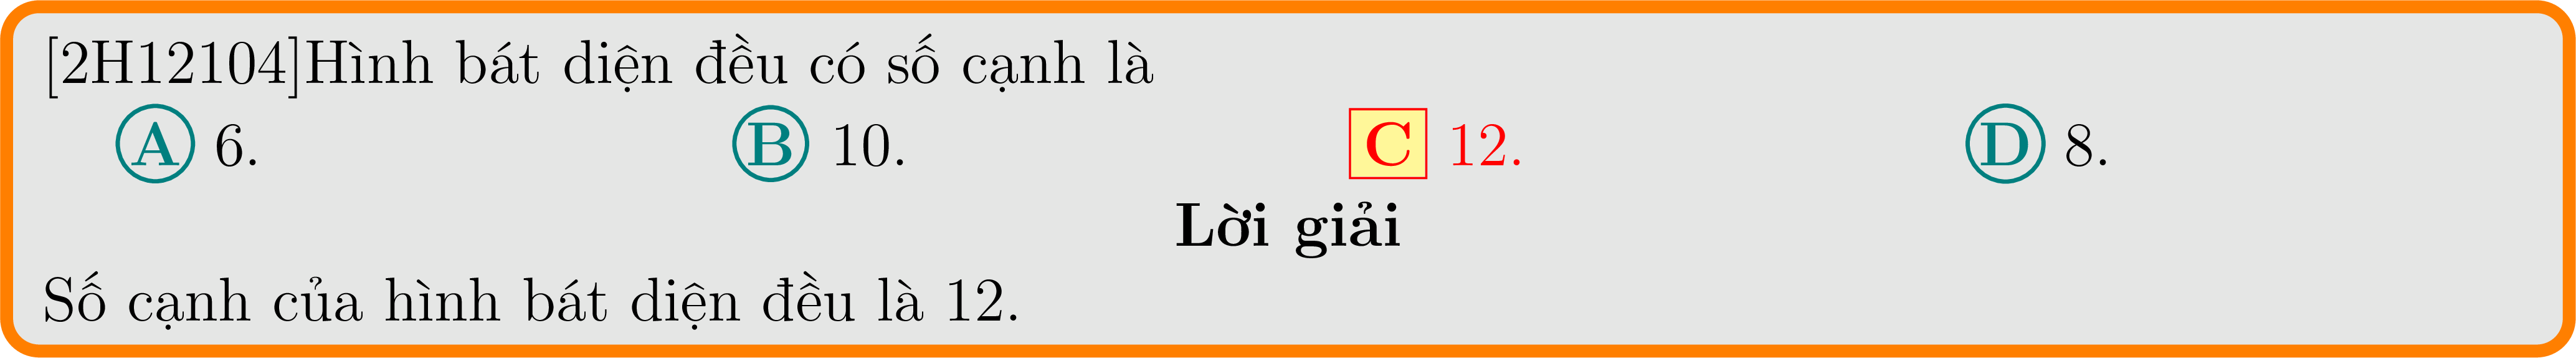 [2H12104]Hình bát diện đều có số cạnh là
A 6. B 10. C 12. D 8.
Lời giải
Số cạnh của hình bát diện đều là 12.